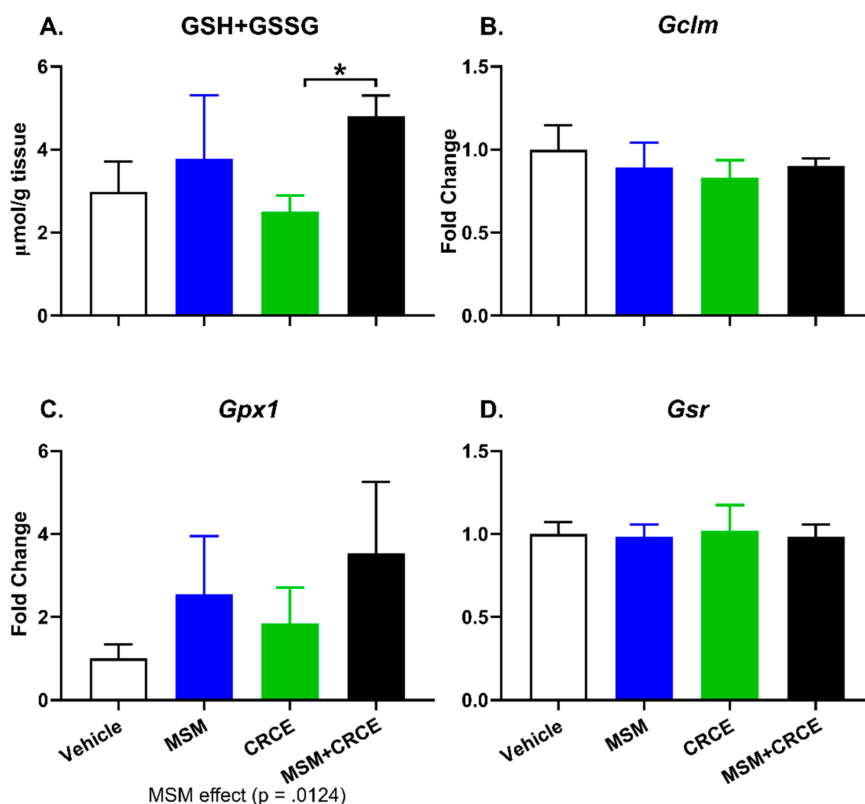 A. GSH+GSSG
*
6
4
2
0
μmol/g tissue
B. Gclm
1.5
1.0
0.5
0.0
Fold Change
C. Gpx1
6
4
2
0
Fold Change
Vehicle
MSM
CRCE
MSM+CRCE
MSM effect (p = .0124)
D. Gsr
1.5
1.0
0.5
0.0
Fold Change
Vehicle
MSM
CRCE
MSM+CRCE